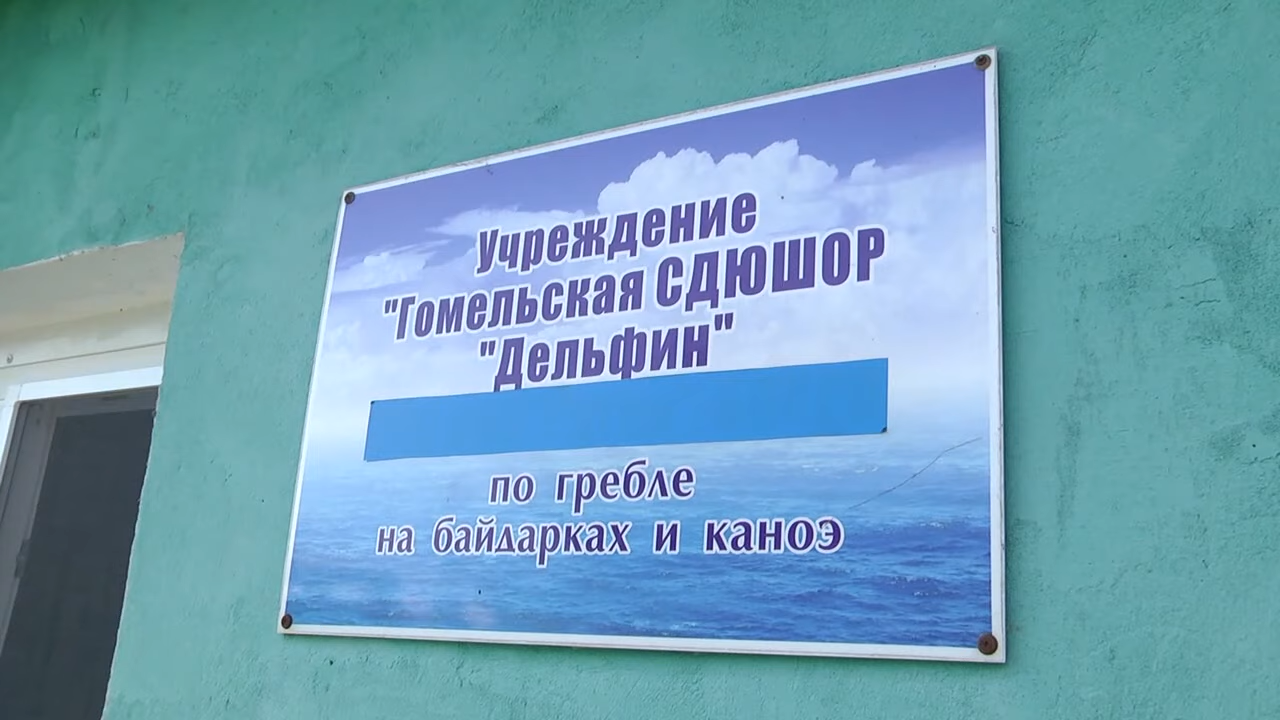 Учреждение
"Гомельская СДЮШОР
"Дельфин"
по гребле
на байдарках и каноэ